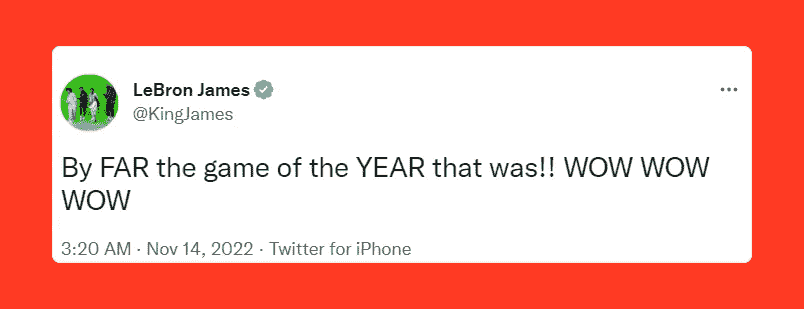 LeBron James
@KingJames
By FAR the game of the YEAR that was!! WOW WOW
WOW
3:20 AM · Nov 14, 2022 · Twitter for iPhone